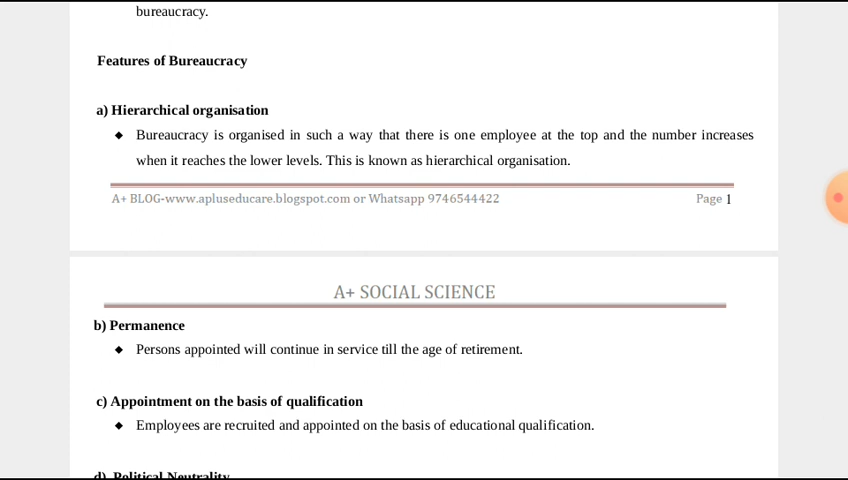 bureaucracy.
Features of Bureaucracy
a) Hierarchical organisation
◆ Bureaucracy is organised in such a way that there is one employee at the top and the number increases
when it reaches the lower levels. This is known as hierarchical organisation.
A+ BLOG-www.apluseducare.blogspot.com or Whatsapp 9746544422 Page 1
A+ SOCIAL SCIENCE
b) Permanence
◆ Persons appointed will continue in service till the age of retirement.
c) Appointment on the basis of qualification
◆ Employees are recruited and appointed on the basis of educational qualification.
d) Political Neutrality